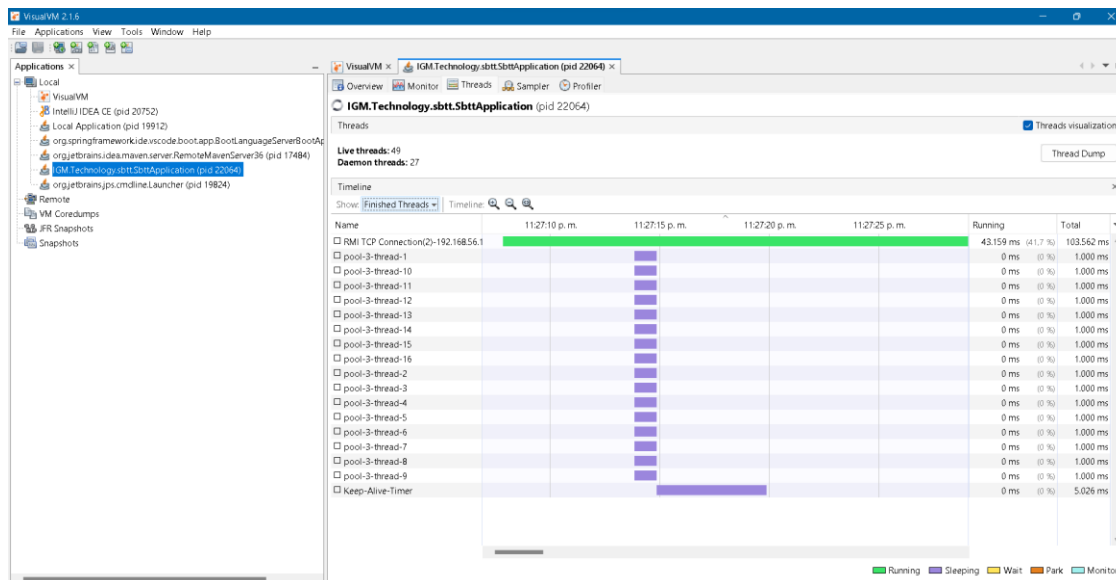 VisualVM 2.1.6
File Applications View Tools Window Help
Applications ×
Local
VisualVM
IntelliJ IDEA CE (pid 20752)
Local Application (pid 19912)
org.springframework.ide.vscode.boot.app.BootLanguageServerBootAp
org.jetbrains.idea.maven.server.RemoteMavenServer36 (pid 17484)
IGM.Technology.sbtt.SbttApplication (pid 22064)
org.jetbrains.jps.cmdline.Launcher (pid 19824)
Remote
VM Coredumps
JFR Snapshots
Snapshots
VisualVM × IGM.Technology.sbtt.SbttApplication (pid 22064) ×
Overview Monitor Threads Sampler Profiler
IGM.Technology.sbtt.SbttApplication (pid 22064)
Threads Threads visualization
Live threads: 49
Daemon threads: 27
Thread Dump
Timeline ×
Show: Finished Threads Timeline:
Name 11:27:10 p. m. 11:27:15 p. m. 11:27:20 p. m. 11:27:25 p. m. Running Total
RMI TCP Connection(2)-192.168.56.1 43.159 ms (41.7 %) 103.562 ms
pool-3-thread-1 0 ms (0 %) 1.000 ms
pool-3-thread-10 0 ms (0 %) 1.000 ms
pool-3-thread-11 0 ms (0 %) 1.000 ms
pool-3-thread-12 0 ms (0 %) 1.000 ms
pool-3-thread-13 0 ms (0 %) 1.000 ms
pool-3-thread-14 0 ms (0 %) 1.000 ms
pool-3-thread-15 0 ms (0 %) 1.000 ms
pool-3-thread-16 0 ms (0 %) 1.000 ms
pool-3-thread-2 0 ms (0 %) 1.000 ms
pool-3-thread-3 0 ms (0 %) 1.000 ms
pool-3-thread-4 0 ms (0 %) 1.000 ms
pool-3-thread-5 0 ms (0 %) 1.000 ms
pool-3-thread-6 0 ms (0 %) 1.000 ms
pool-3-thread-7 0 ms (0 %) 1.000 ms
pool-3-thread-8 0 ms (0 %) 1.000 ms
pool-3-thread-9 0 ms (0 %) 1.000 ms
Keep-Alive-Timer 0 ms (0 %) 5.026 ms
Running Sleeping Wait Park Monito